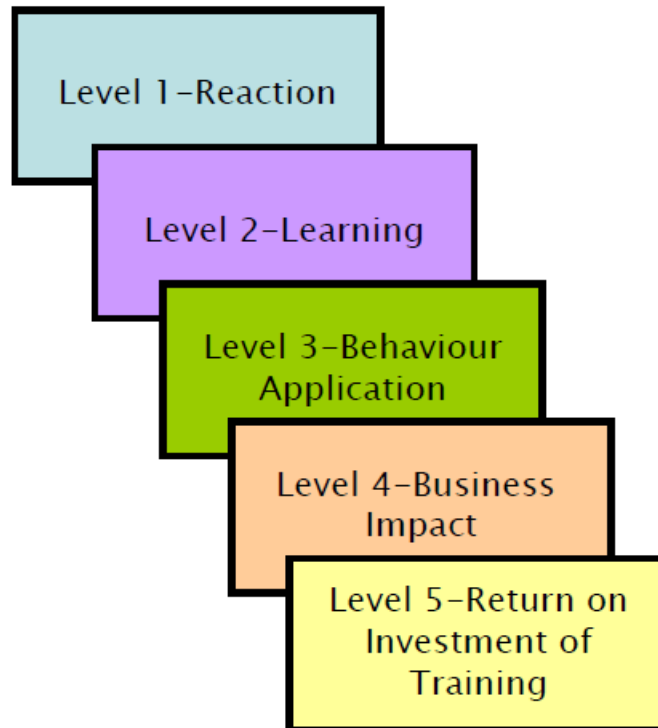 Level 1-Reaction
Level 2-Learning
Level 3-Behaviour
Application
Level 4-Business
Impact
Level 5-Return on
Investment of
Training